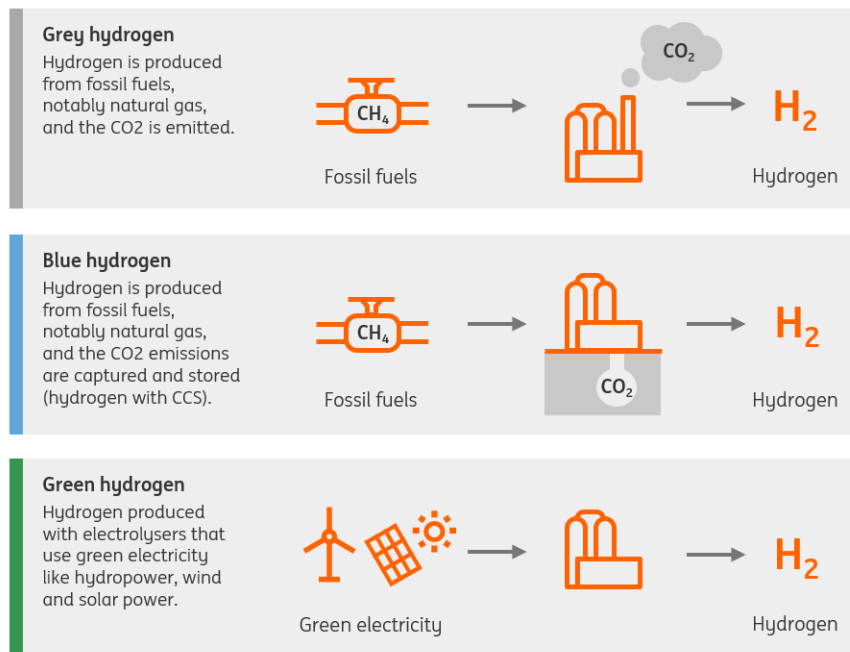 Grey hydrogen
Hydrogen is produced
from fossil fuels,
notably natural gas,
and the CO2 is emitted.
CH₄
Fossil fuels
CO₂
H₂
Hydrogen
Blue hydrogen
Hydrogen is produced
from fossil fuels,
notably natural gas,
and the CO2 emissions
are captured and stored
(hydrogen with CCS).
CH₄
Fossil fuels
CO₂
H₂
Hydrogen
Green hydrogen
Hydrogen produced
with electrolysers that
use green electricity
like hydropower, wind
and solar power.
Green electricity
H₂
Hydrogen